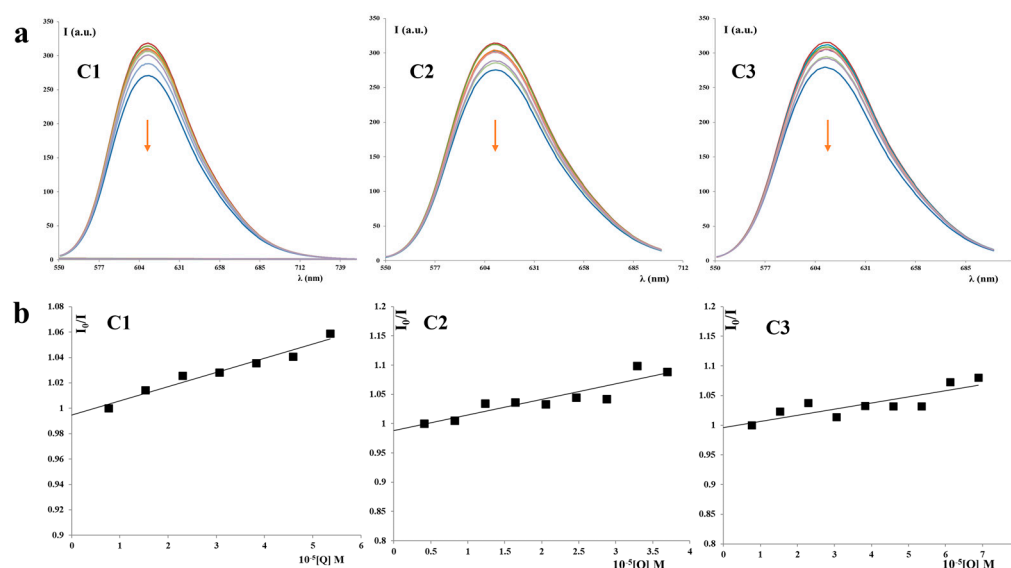 a
I (a.u.)
C1
350
300
250
200
150
100
50
0
550 577 604 631 658 685 712 739
λ (nm)
I (a.u.)
C2
350
300
250
200
150
100
50
0
550 577 604 631 658 685 712
λ (nm)
I (a.u.)
C3
350
300
250
200
150
100
50
0
550 577 604 631 658 685
λ (nm)
b
I₀/I
C1
1.08
1.06
1.04
1.02
1
0.98
0.96
0.94
0.92
0.9
0 1 2 3 4 5 6
10⁻⁵[Q] M
I₀/I
C2
1.2
1.15
1.1
1.05
1
0.95
0.9
0.85
0.8
0 0.5 1 1.5 2 2.5 3 3.5 4
10⁻⁵[Q] M
I₀/I
C3
1.2
1.15
1.1
1.05
1
0.95
0.9
0.85
0.8
0 1 2 3 4 5 6 7
10⁻⁵[Q] M